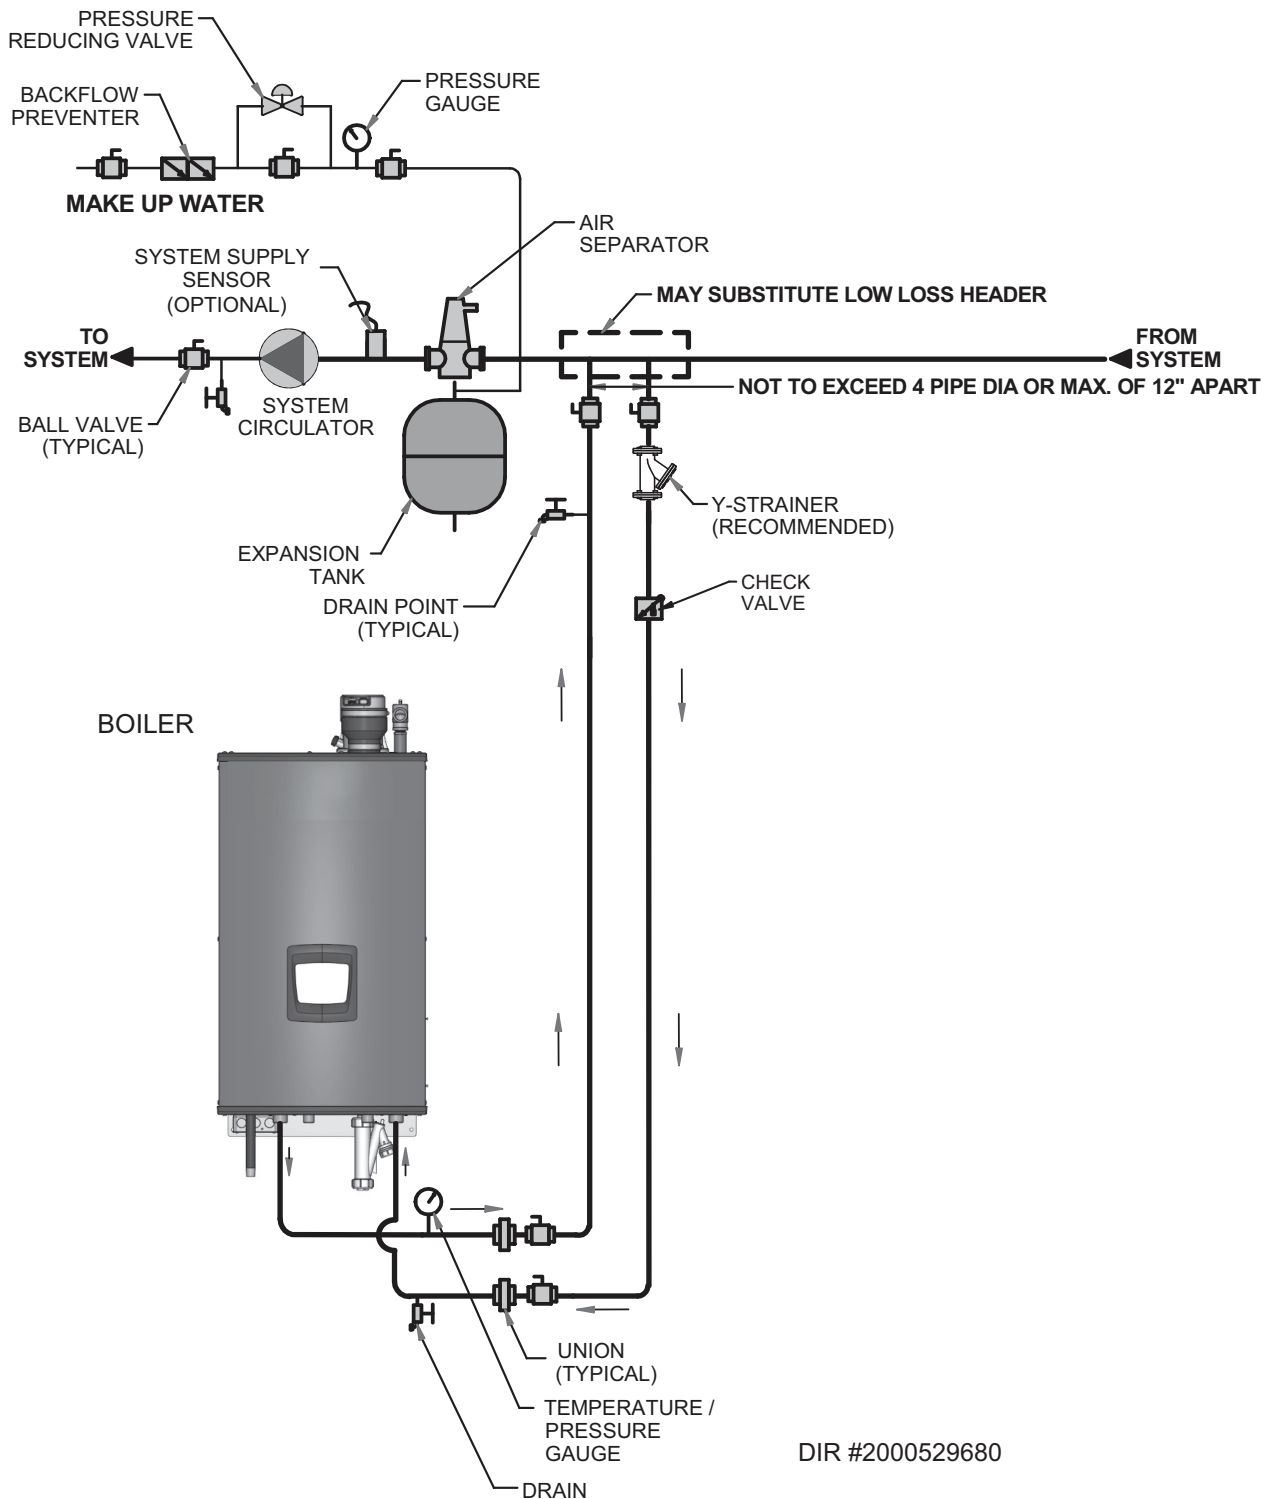 PRESSURE
REDUCING VALVE
BACKFLOW
PREVENTER
PRESSURE
GAUGE
MAKE UP WATER
AIR
SEPARATOR
SYSTEM SUPPLY
SENSOR
(OPTIONAL)
MAY SUBSTITUTE LOW LOSS HEADER
TO
SYSTEM
FROM
SYSTEM
NOT TO EXCEED 4 PIPE DIA OR MAX. OF 12" APART
SYSTEM
CIRCULATOR
BALL VALVE
(TYPICAL)
Y-STRAINER
(RECOMMENDED)
EXPANSION
TANK
DRAIN POINT
(TYPICAL)
CHECK
VALVE
BOILER
UNION
(TYPICAL)
TEMPERATURE /
PRESSURE
GAUGE
DIR #2000529680
DRAIN